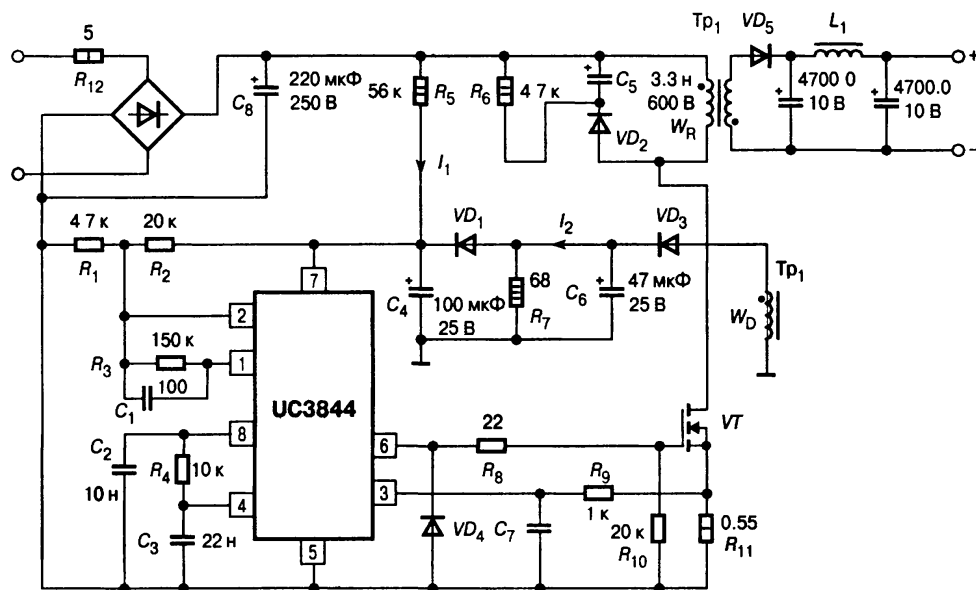 5
R12
C8
220 мкФ
250 В
56 к
R5
R6
4 7 к
C5
VD2
3.3 н
600 В
WR
Tp1
VD5
L1
+
4700 0
10 В
4700.0
10 В
−
I1
4 7 к
R1
20 к
R2
VD1
I2
VD3
7
C4
100 мкФ
25 В
68
R7
C6
47 мкФ
25 В
Tp1
WD
2
150 к
R3
1
100
C1
UC3844
8
C2
10 н
R4
10 к
4
C3
22 н
5
6
22
R8
VT
3
R9
1 к
VD4
C7
20 к
R10
0.55
R11